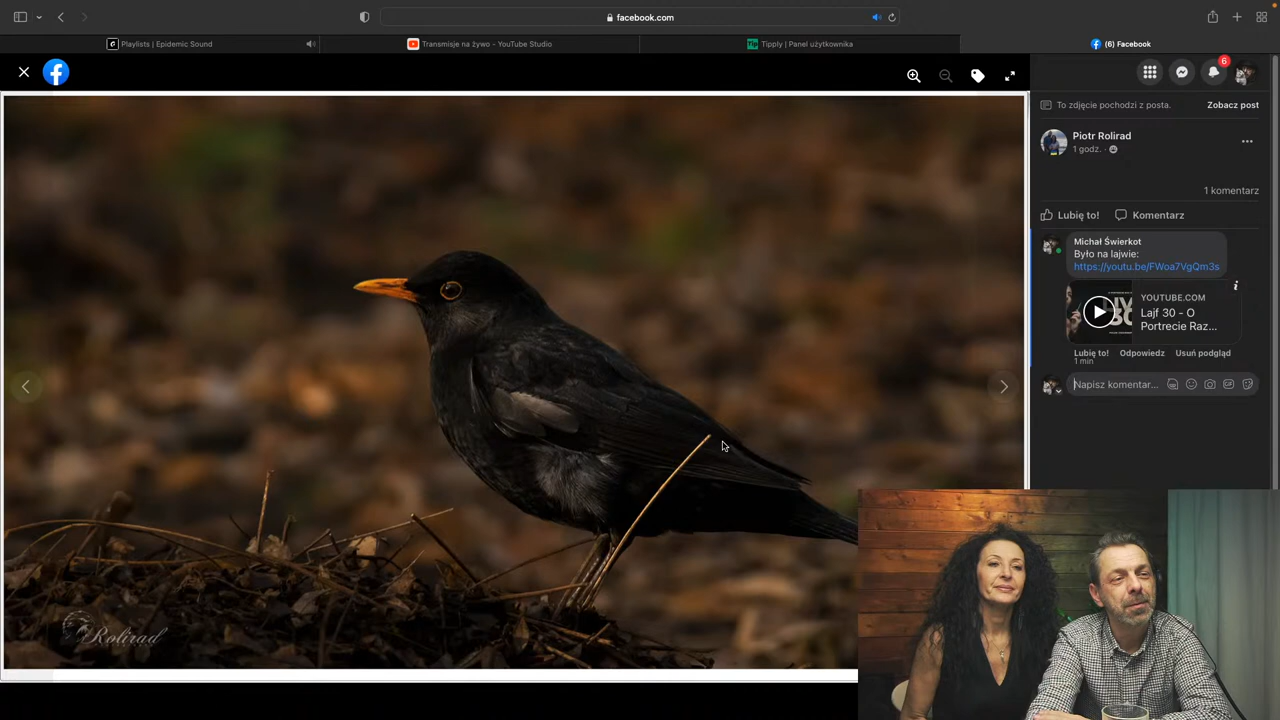 facebook.com
Playlists | Epidemic Sound
Transmisje na żywo - YouTube Studio
Tip
Tipply | Panel użytkownika
(6) Facebook
6
To zdjęcie pochodzi z posta.
Zobacz post
Piotr Rolirad
1 godz.
1 komentarz
Lubię to!
Komentarz
Michał Świerkot
Było na lajwie:
https://youtu.be/FWoa7VgQm3s
YOUTUBE.COM
Lajf 30 - O
Portrecie Raz...
Lubię to! Odpowiedz Usuń podgląd
1 min
Napisz komentar...
GIF
Rolirad